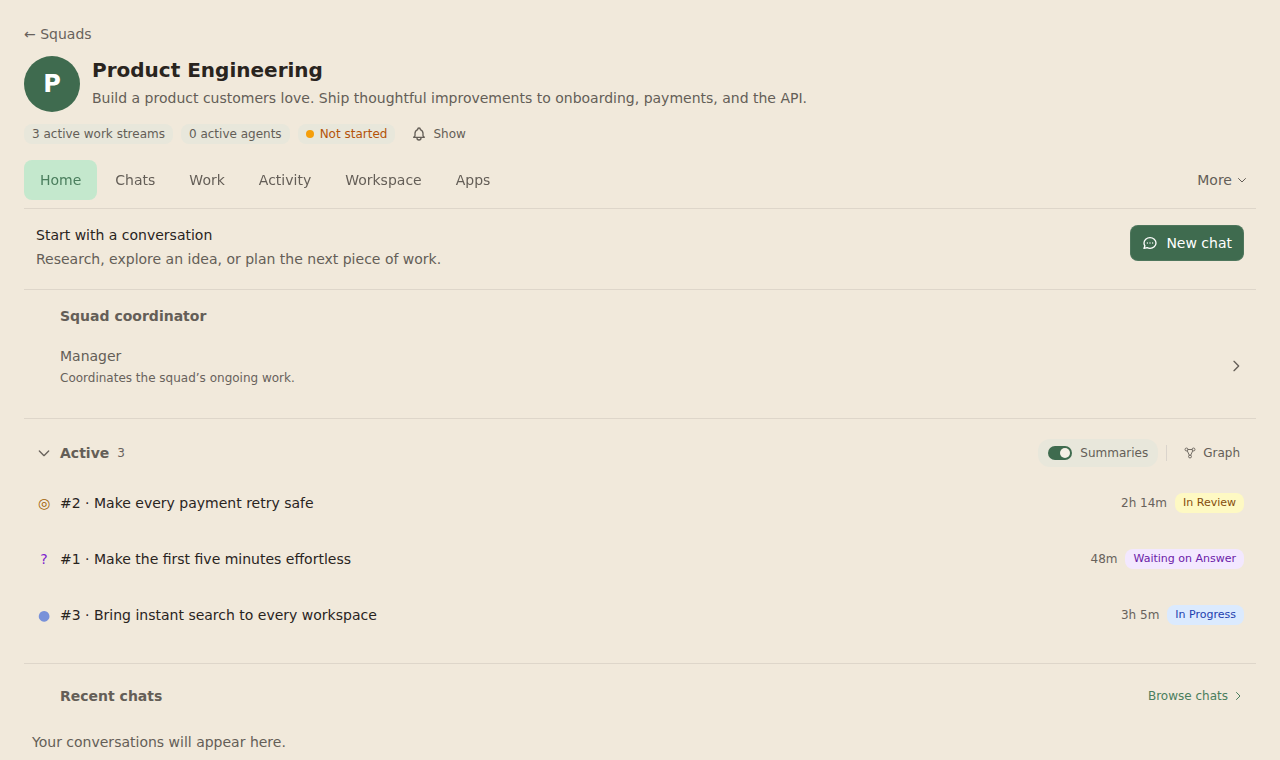 ← Squads
P
Product Engineering
Build a product customers love. Ship thoughtful improvements to onboarding, payments, and the API.
3 active work streams 0 active agents Not started Show
Home Chats Work Activity Workspace Apps More
Start with a conversation
Research, explore an idea, or plan the next piece of work.
New chat
Squad coordinator
Manager
Coordinates the squad’s ongoing work.
Active 3 Summaries Graph
#2 · Make every payment retry safe 2h 14m In Review
? #1 · Make the first five minutes effortless 48m Waiting on Answer
#3 · Bring instant search to every workspace 3h 5m In Progress
Recent chats Browse chats
Your conversations will appear here.